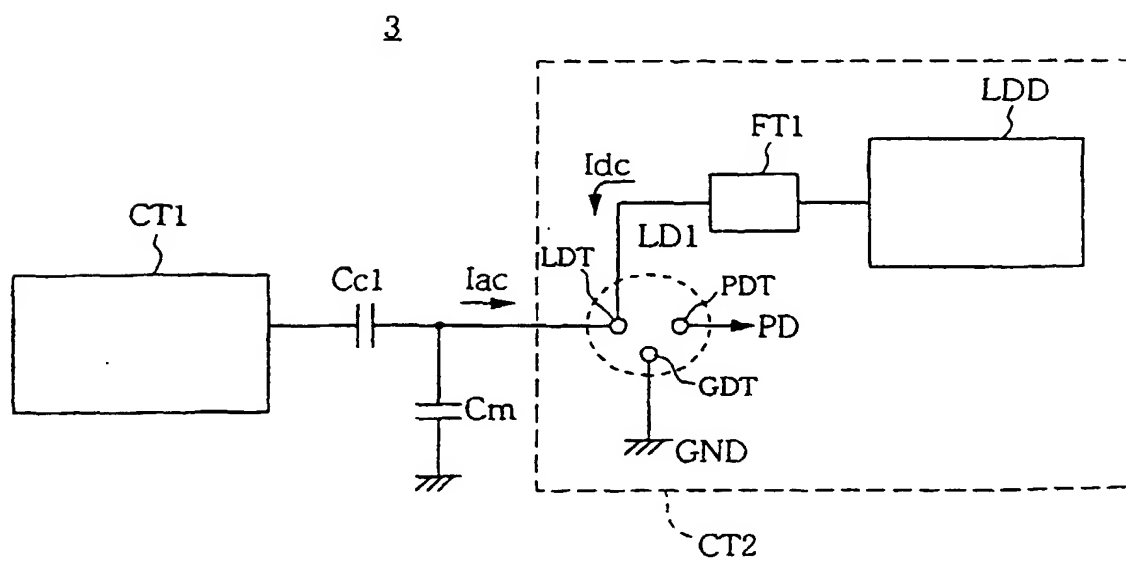 3
LDD
FT1
Idc
CT1
LD1
LDT
Cc1
Iac
PDT
PD
GDT
Cm
GND
CT2